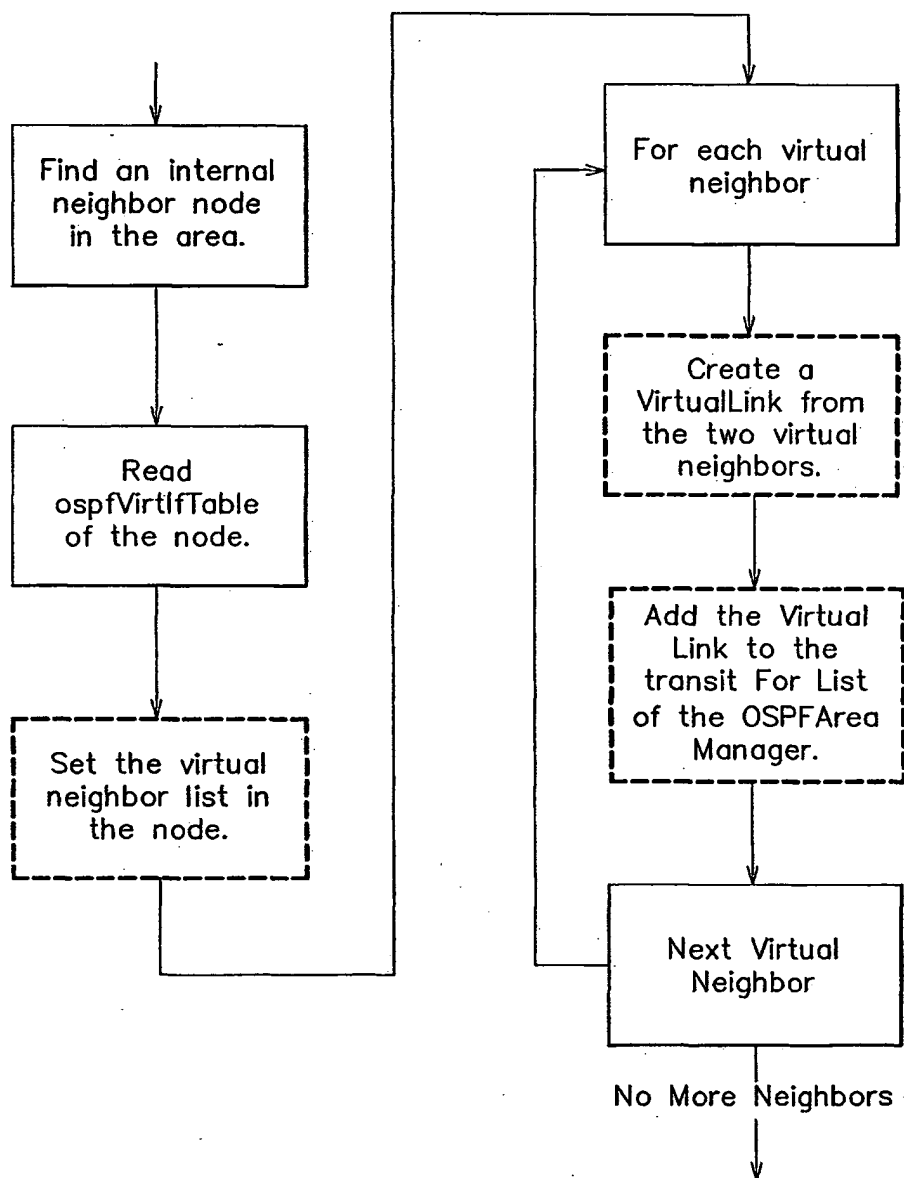 Find an internal
neighbor node
in the area.
Read
ospfVirtIfTable
of the node.
Set the virtual
neighbor list in
the node.
For each virtual
neighbor
Create a
VirtualLink from
the two virtual
neighbors.
Add the Virtual
Link to the
transit For List
of the OSPFArea
Manager.
Next Virtual
Neighbor
No More Neighbors